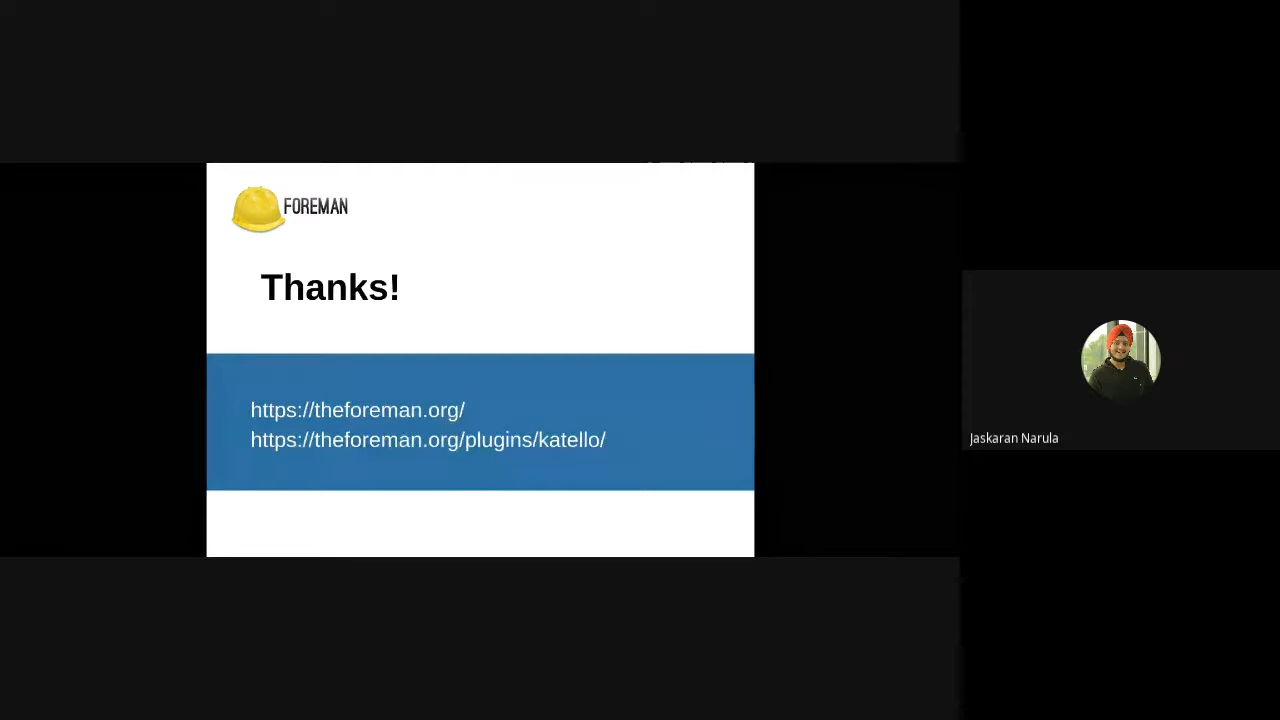 FOREMAN
Thanks!
https://theforeman.org/
https://theforeman.org/plugins/katello/
Jaskaran Narula